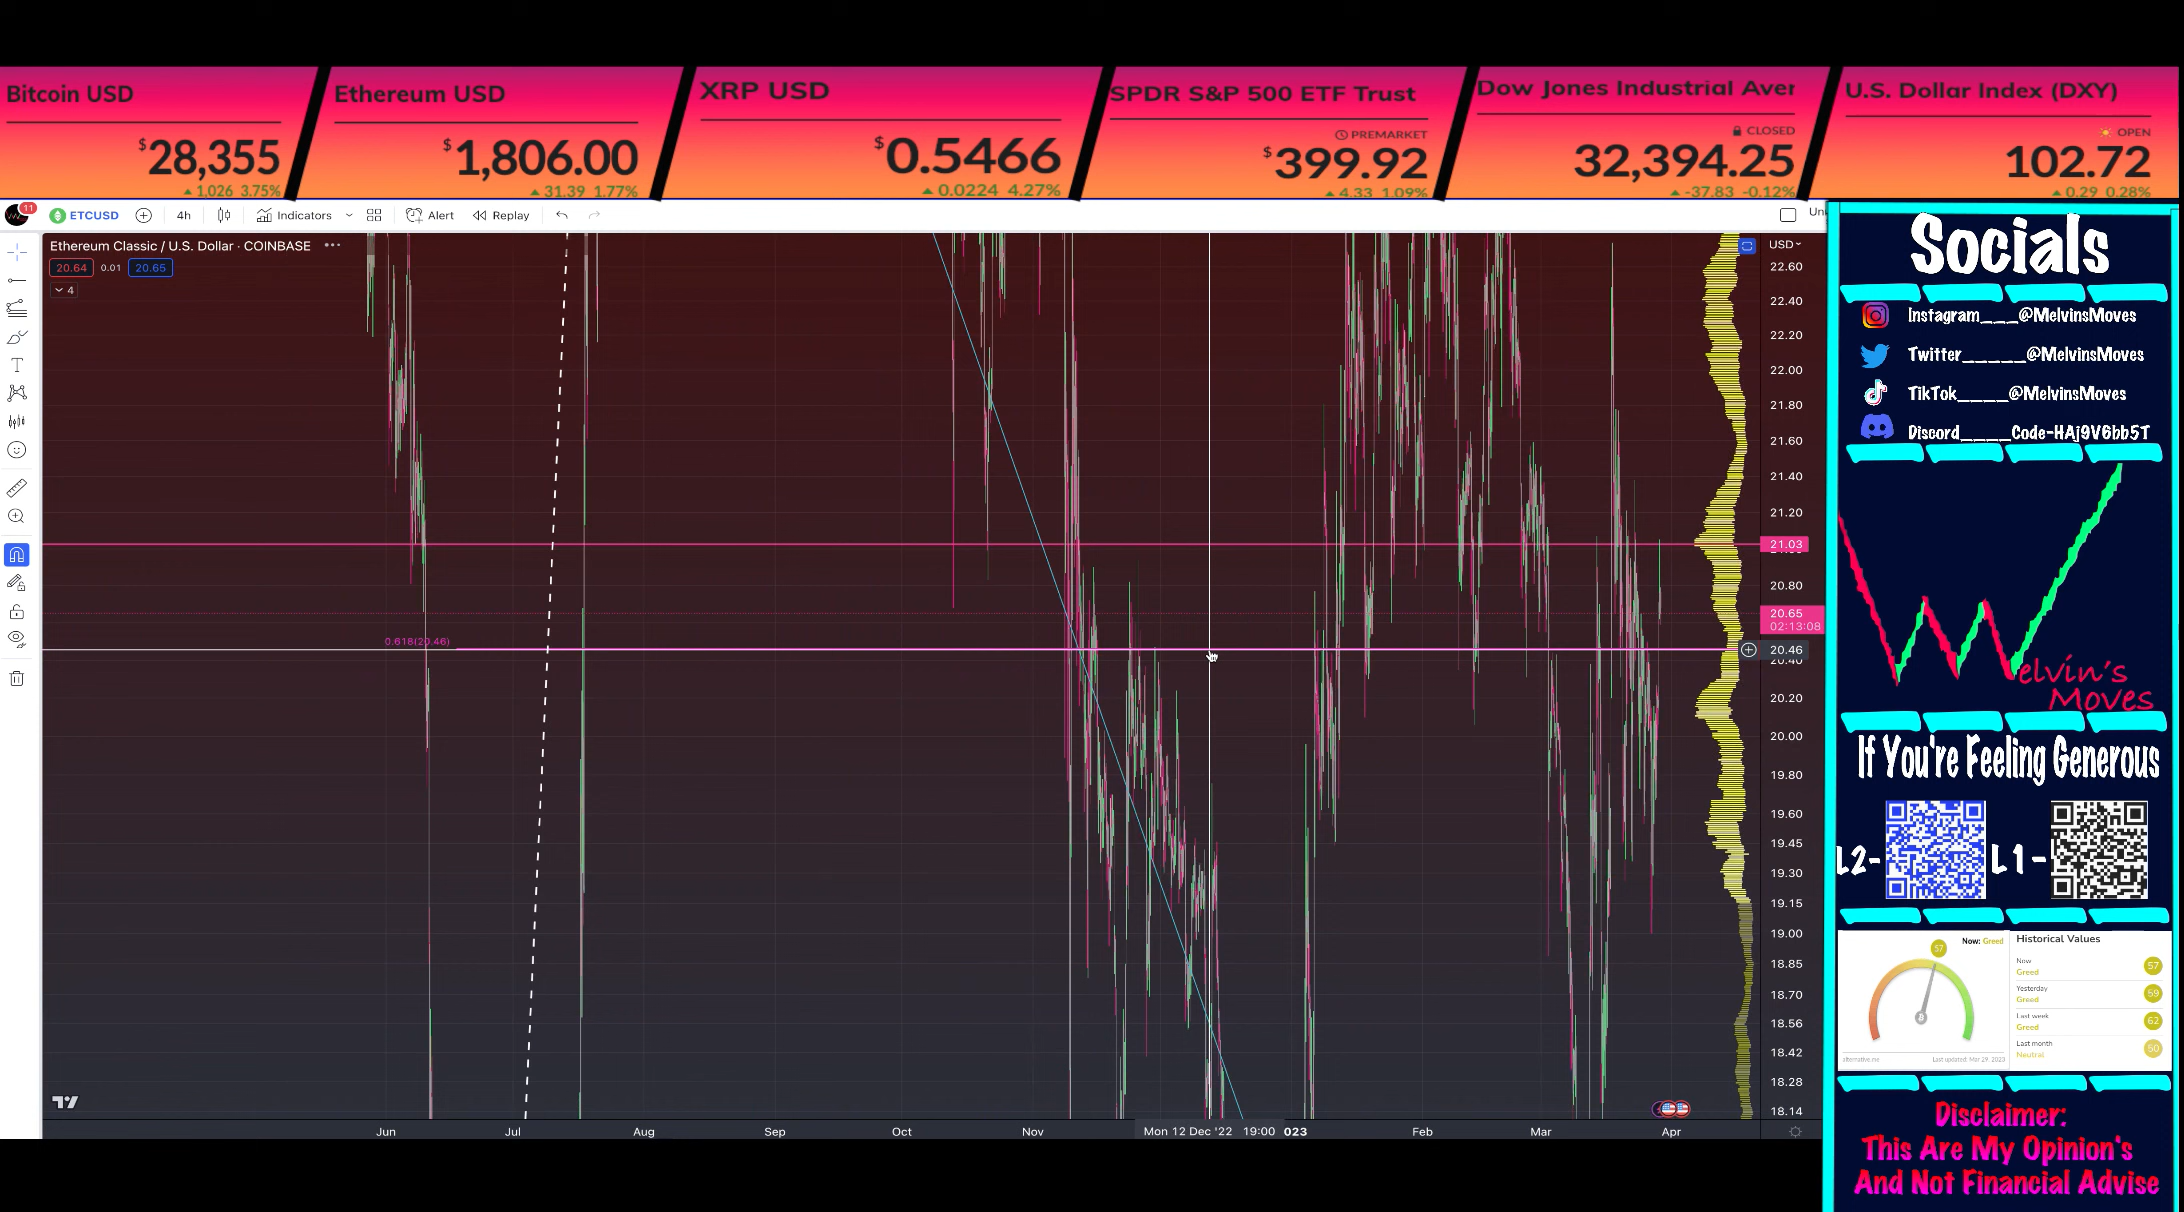 Bitcoin USD
$28,355
▲ 1,026 3.75%
Ethereum USD
$1,806.00
▲ 31.39 1.77%
XRP USD
$0.5466
▲ 0.0224 4.27%
SPDR S&P 500 ETF Trust
PREMARKET
$399.92
▲ 4.33 1.09%
Dow Jones Industrial Aver
CLOSED
32,394.25
▲ -37.83 -0.12%
U.S. Dollar Index (DXY)
OPEN
102.72
▲ 0.29 0.28%
11
ETCUSD
4h
Indicators
Alert
Replay
Ethereum Classic / U.S. Dollar · COINBASE
20.64 0.01 20.65
4
0.618(20.46)
USD
22.60
22.40
22.20
22.00
21.80
21.60
21.40
21.20
21.03
20.80
20.65
02:13:08
20.46
20.40
20.20
20.00
19.80
19.60
19.45
19.30
19.15
19.00
18.85
18.70
18.56
18.42
18.28
18.14
Jun Jul Aug Sep Oct Nov Mon 12 Dec '22 19:00 023 Feb Mar Apr
Socials
Instagram___@MelvinsMoves
Twitter_____@MelvinsMoves
TikTok____@MelvinsMoves
Discord____Code-HAj9V6bb5T
elvin's
Moves
If You're Feeling Generous
L2-
L1-
57
Now: Greed
alternative.me
Last updated: Mar 29, 2023
Historical Values
Now
Greed
57
Yesterday
Greed
59
Last week
Greed
62
Last month
Neutral
50
Disclaimer:
This Are My Opinion's
And Not Financial Advise